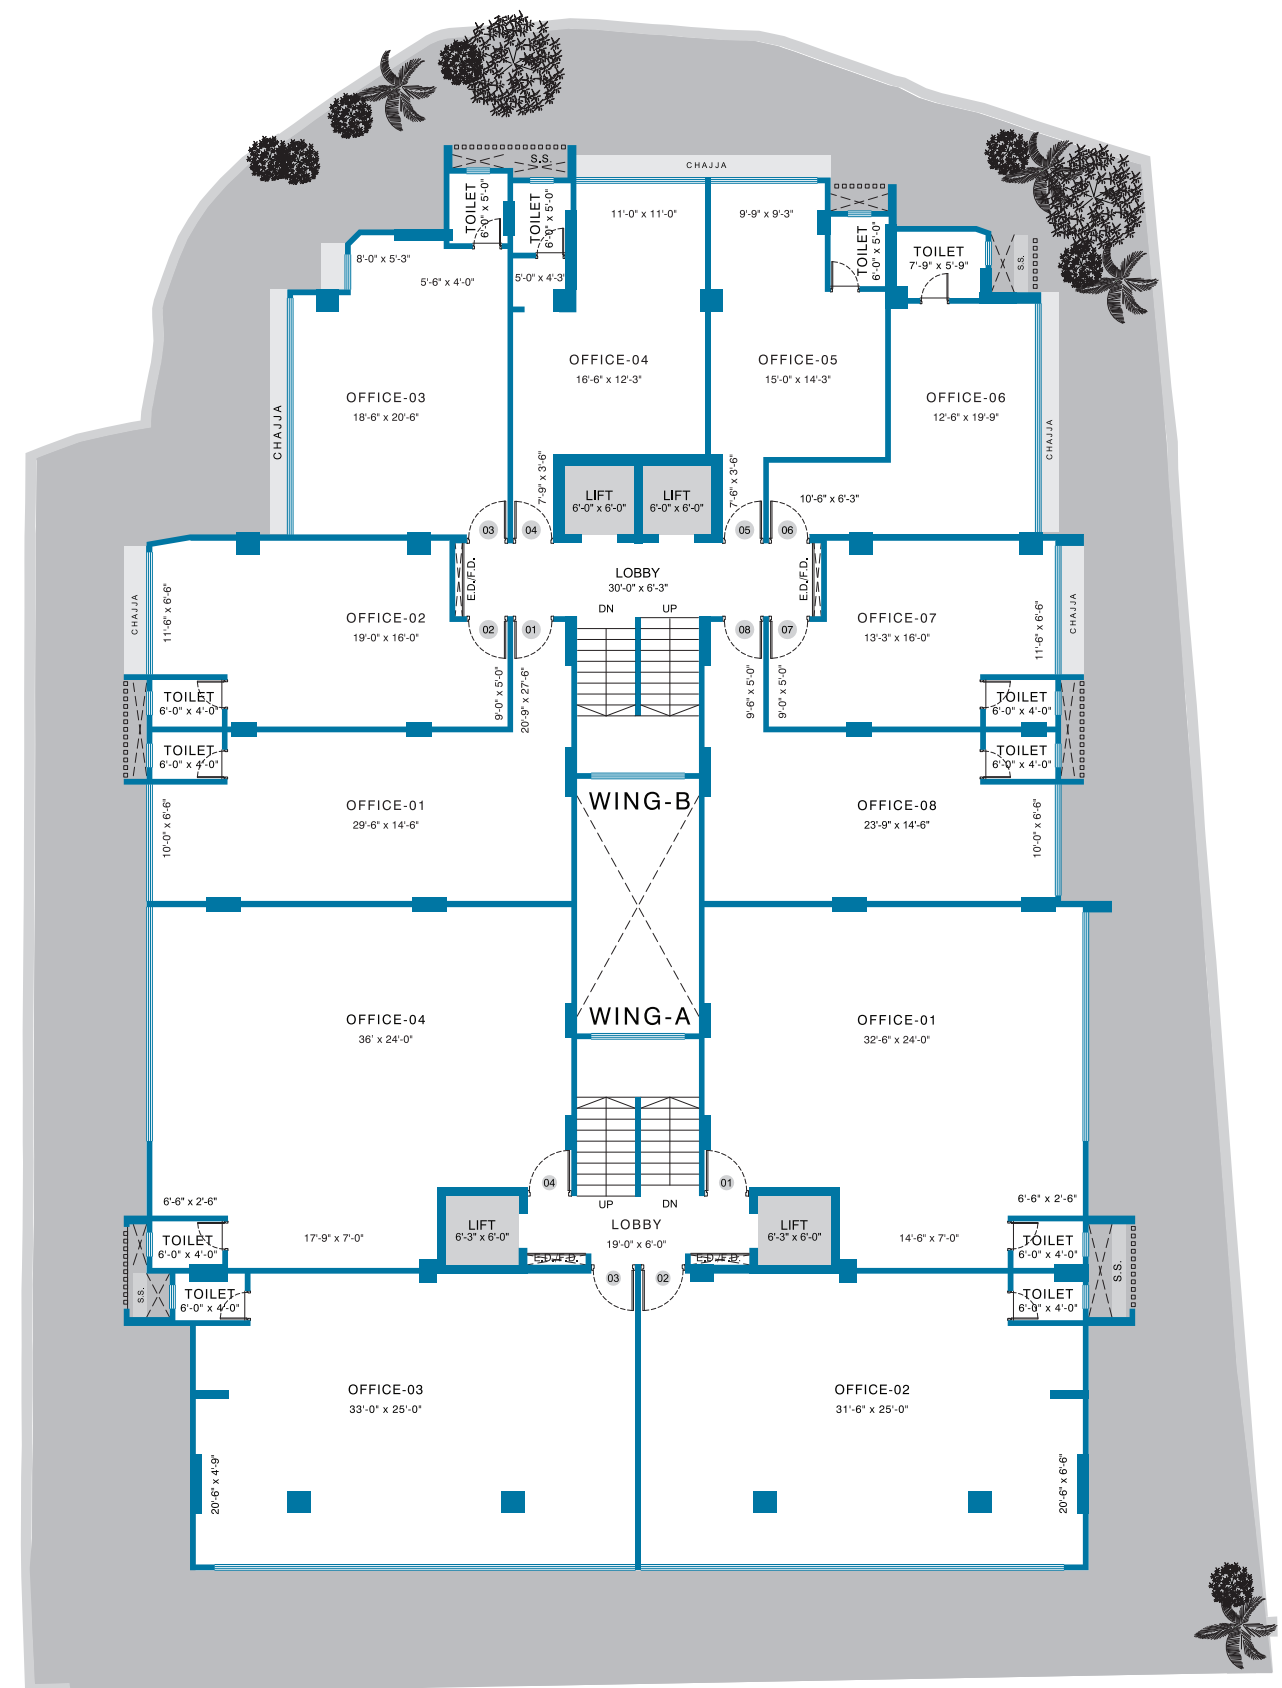 S.S.
CHAJJA
TOILET
6'-0" x 5'-0"
TOILET
6'-0" x 5'-0"
11'-0" x 11'-0"
9'-9" x 9'-3"
TOILET
6'-0" x 5'-0"
TOILET
7'-9" x 5'-9"
S.S.
8'-0" x 5'-3"
5'-6" x 4'-0"
5'-0" x 4'-3"
OFFICE-04
16'-6" x 12'-3"
OFFICE-05
15'-0" x 14'-3"
OFFICE-03
18'-6" x 20'-6"
OFFICE-06
12'-6" x 19'-9"
CHAJJA
CHAJJA
7'-9" x 3'-6"
LIFT
6'-0" x 6'-0"
LIFT
6'-0" x 6'-0"
7'-6" x 3'-6"
10'-6" x 6'-3"
03
04
05
06
E.D./F.D.
LOBBY
30'-0" x 6'-3"
E.D./F.D.
DN
UP
CHAJJA
11'-6" x 6'-6"
OFFICE-02
19'-0" x 16'-0"
02
01
08
07
OFFICE-07
13'-3" x 16'-0"
11'-6" x 6'-6"
CHAJJA
9'-0" x 5'-0"
20'-9" x 27'-6"
9'-6" x 5'-0"
9'-0" x 5'-0"
TOILET
6'-0" x 4'-0"
TOILET
6'-0" x 4'-0"
TOILET
6'-0" x 4'-0"
TOILET
6'-0" x 4'-0"
10'-0" x 6'-6"
OFFICE-01
29'-6" x 14'-6"
WING-B
OFFICE-08
23'-9" x 14'-6"
10'-0" x 6'-6"
OFFICE-04
36' x 24'-0"
WING-A
OFFICE-01
32'-6" x 24'-0"
04
01
6'-6" x 2'-6"
6'-6" x 2'-6"
UP
DN
LIFT
6'-3" x 6'-0"
LOBBY
19'-0" x 6'-0"
LIFT
6'-3" x 6'-0"
TOILET
6'-0" x 4'-0"
17'-9" x 7'-0"
14'-6" x 7'-0"
TOILET
6'-0" x 4'-0"
E.D./F.D.
E.D./F.D.
S.S.
S.S.
03
02
TOILET
6'-0" x 4'-0"
TOILET
6'-0" x 4'-0"
OFFICE-03
33'-0" x 25'-0"
OFFICE-02
31'-6" x 25'-0"
20'-6" x 4'-9"
20'-6" x 6'-6"